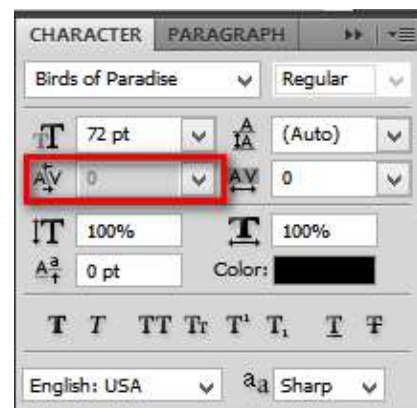 CHARACTER PARAGRAPH
Birds of Paradise Regular
72 pt (Auto)
0 0
100% 100%
0 pt Color:
T T TT Tr T¹ T₁ T T
English: USA aa Sharp